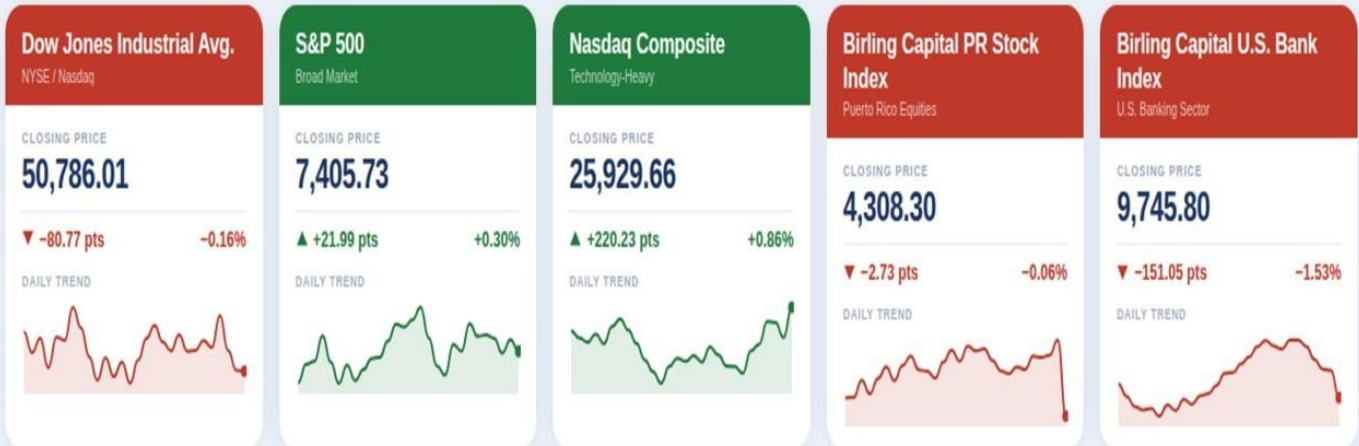 Dow Jones Industrial Avg.
NYSE / Nasdaq
CLOSING PRICE
50,786.01
▼ −80.77 pts −0.16%
DAILY TREND
S&P 500
Broad Market
CLOSING PRICE
7,405.73
▲ +21.99 pts +0.30%
DAILY TREND
Nasdaq Composite
Technology-Heavy
CLOSING PRICE
25,929.66
▲ +220.23 pts +0.86%
DAILY TREND
Birling Capital PR Stock
Index
Puerto Rico Equities
CLOSING PRICE
4,308.30
▼ −2.73 pts −0.06%
DAILY TREND
Birling Capital U.S. Bank
Index
U.S. Banking Sector
CLOSING PRICE
9,745.80
▼ −151.05 pts −1.53%
DAILY TREND